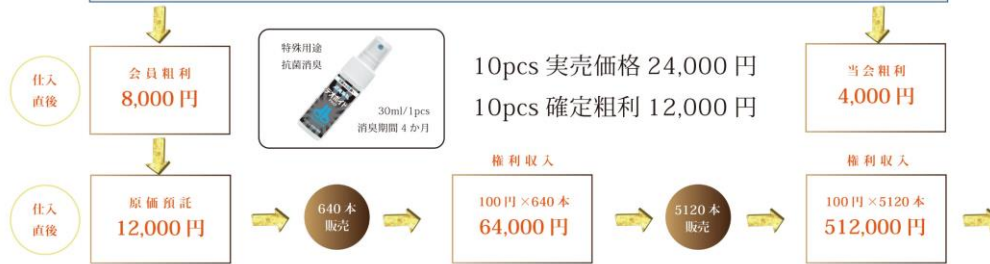 仕入
直後
会員粗利
8,000円
特殊用途
抗菌消臭
30ml/1pcs
消臭期間4か月
10pcs 実売価格 24,000円
10pcs 確定粗利 12,000円
当会粗利
4,000円
仕入
直後
原価預託
12,000円
640本
販売
権利収入
100円×640本
64,000円
5120本
販売
権利収入
100円×5120本
512,000円